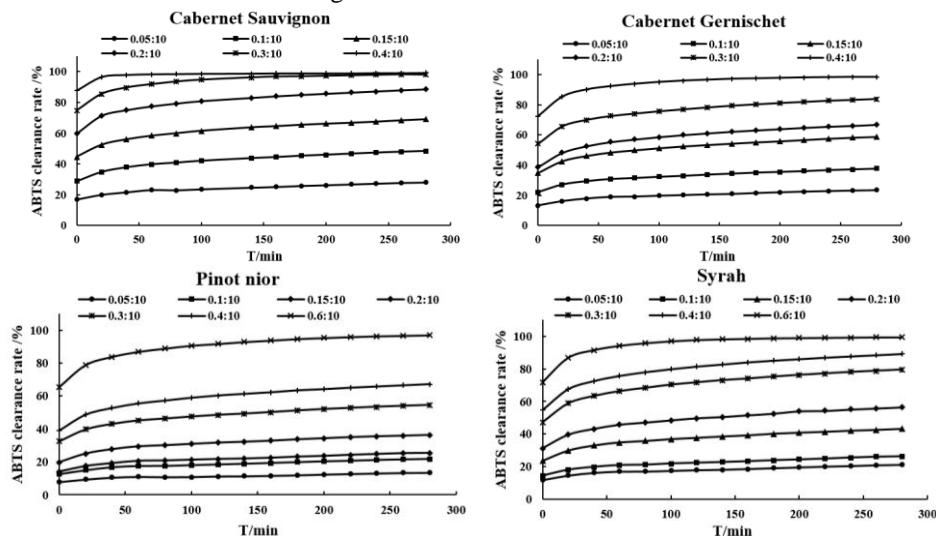 Cabernet Sauvignon
0.05:10 0.1:10 0.15:10
0.2:10 0.3:10 0.4:10
ABTS clearance rate /%
100
80
60
40
20
0
0 50 100 150 200 250 300
T/min
Cabernet Gernischet
0.05:10 0.1:10 0.15:10
0.2:10 0.3:10 0.4:10
ABTS clearance rate /%
100
80
60
40
20
0
0 50 100 150 200 250 300
T/min
Pinot nior
0.05:10 0.1:10 0.15:10 0.2:10
0.3:10 0.4:10 0.6:10
ABTS clearance rate /%
100
80
60
40
20
0
0 50 100 150 200 250 300
T/min
Syrah
0.05:10 0.1:10 0.15:10 0.2:10
0.3:10 0.4:10 0.6:10
ABTS clearance rate /%
100
80
60
40
20
0
0 50 100 150 200 250 300
T/min